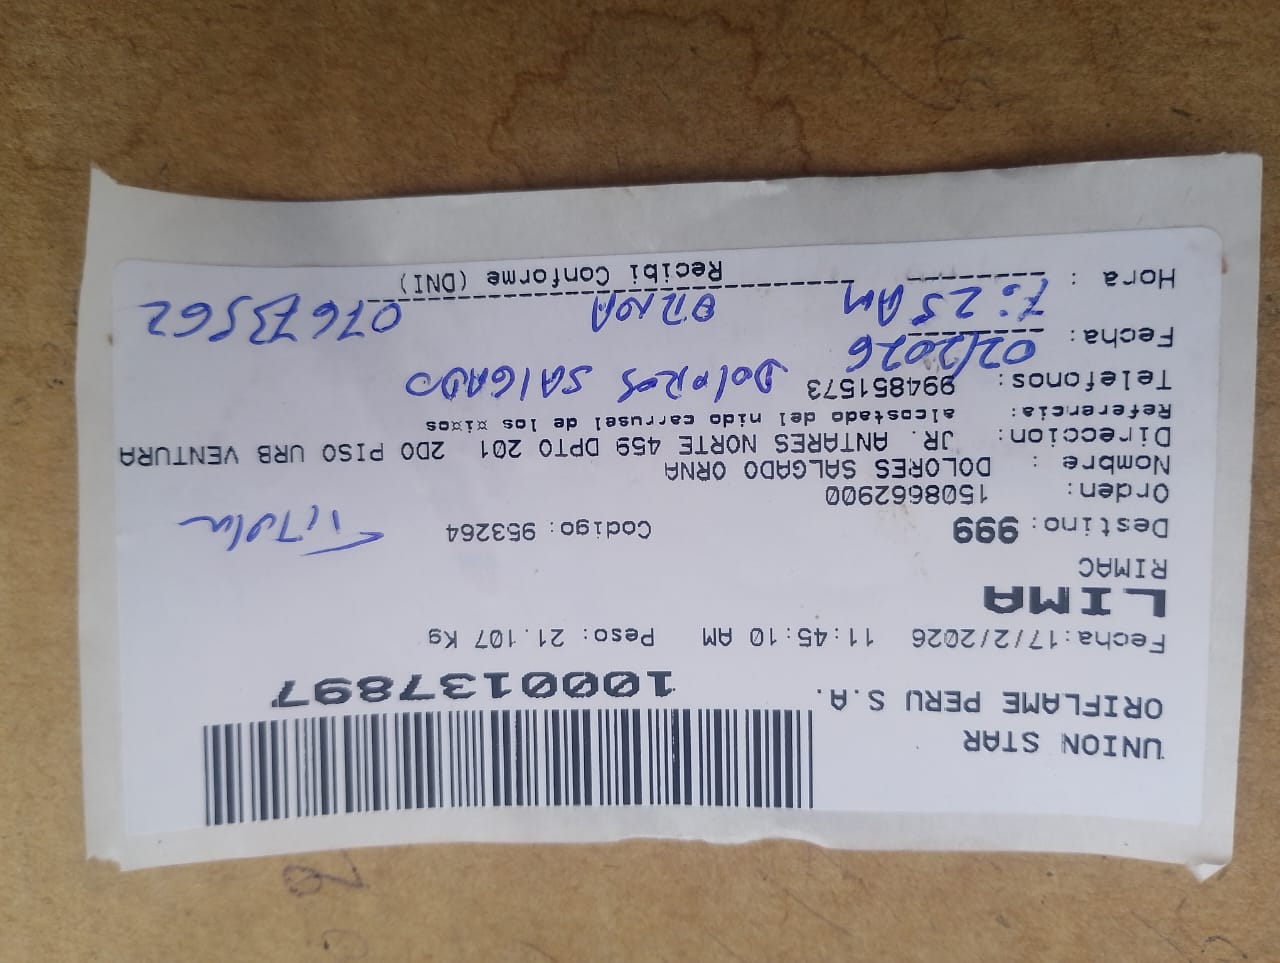 UNION STAR
ORIFLAME PERU S.A.
1000137897
Fecha:17/2/2026 11:45:10 AM Peso: 21.107 Kg
LIMA
RIMAC
Destino: 999 Codigo: 953264 Titular
Orden: 1508662900
Nombre : DOLORES SALGADO ORNA
Direccion: JR. ANTARES NORTE 459 DPTO 201 2DO PISO URB VENTURA
Referencia: alcostado del nido carrusel de los
Telefonos: 994851573 DOLORES SALGADO
Fecha: 02/2026 ORNA 07673562
Hora : 7:25 AM
Recibi Conforme (DNI)